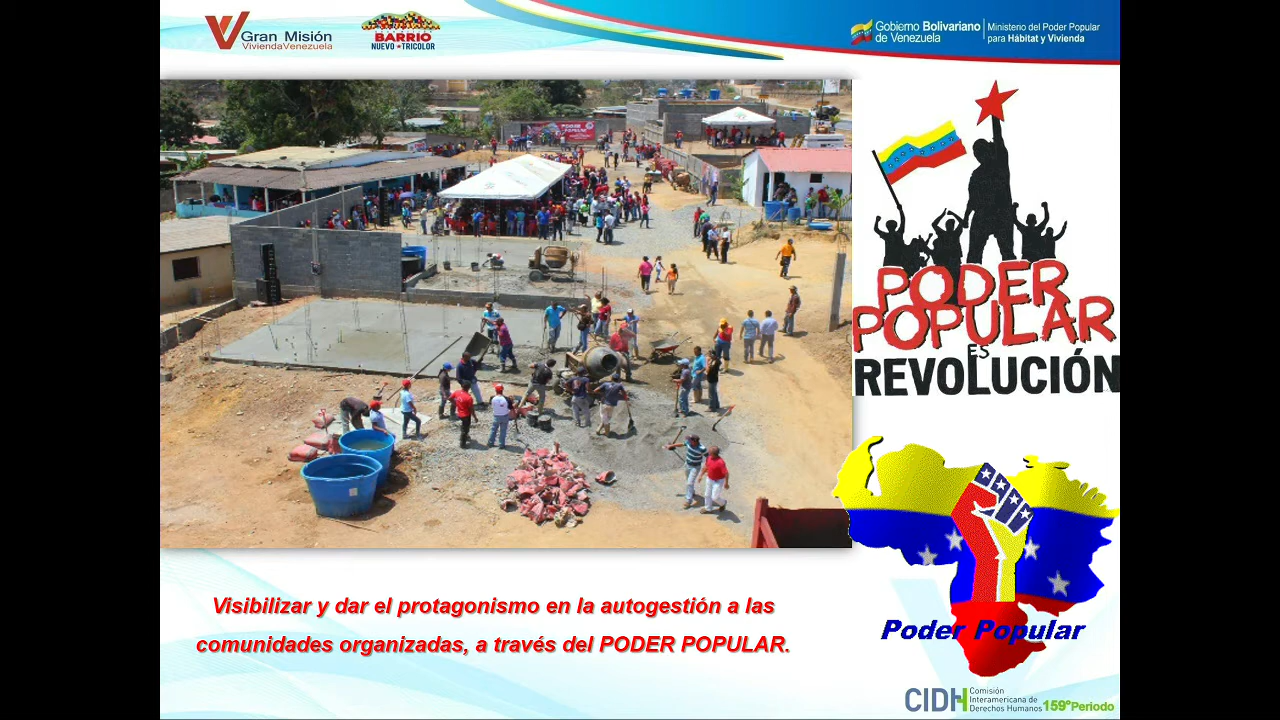 Gran Misión
ViviendaVenezuela
BARRIO
NUEVO ★ TRICOLOR
Gobierno Bolivariano
de Venezuela
Ministerio del Poder Popular
para Hábitat y Vivienda
PODER
POPULAR
PODER
POPULAR
ES
REVOLUCIÓN
Poder Popular
Visibilizar y dar el protagonismo en la autogestión a las
comunidades organizadas, a través del PODER POPULAR.
CIDH
Comisión
Interamericana de
Derechos Humanos
159°Periodo